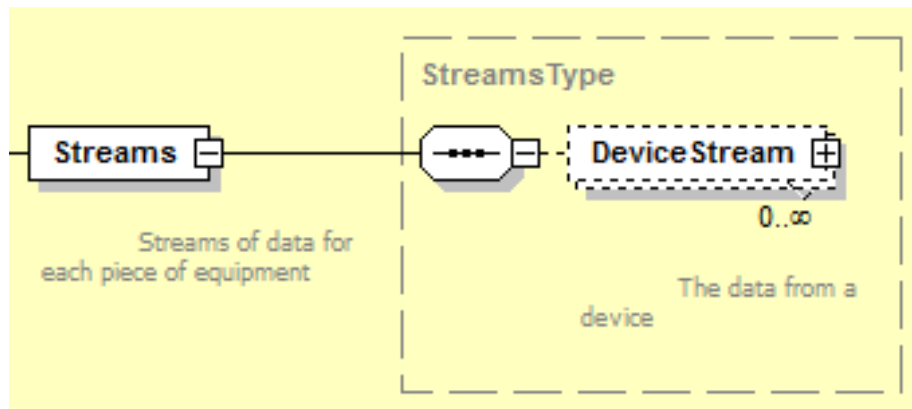 StreamsType
Streams
DeviceStream
0..∞
Streams of data for
each piece of equipment
The data from a
device